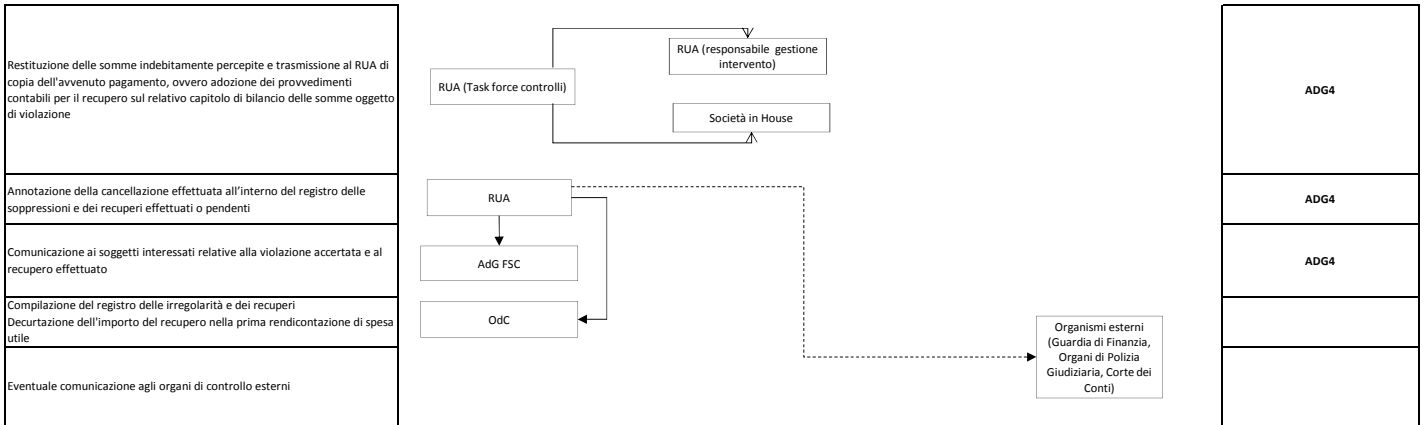 Restituzione delle somme indebitamente percepite e trasmissione al RUA di
copia dell'avvenuto pagamento, ovvero adozione dei provvedimenti
contabili per il recupero sul relativo capitolo di bilancio delle somme oggetto
di violazione
RUA (Task force controlli)
RUA (responsabile gestione
intervento)
Società in House
ADG4
Annotazione della cancellazione effettuata all’interno del registro delle
soppressioni e dei recuperi effettuati o pendenti
RUA
ADG4
Comunicazione ai soggetti interessati relative alla violazione accertata e al
recupero effettuato
AdG FSC
ADG4
Compilazione del registro delle irregolarità e dei recuperi
Decurtazione dell'importo del recupero nella prima rendicontazione di spesa
utile
OdC
Organismi esterni
(Guardia di Finanzia,
Organi di Polizia
Giudiziaria, Corte dei
Conti)
Eventuale comunicazione agli organi di controllo esterni